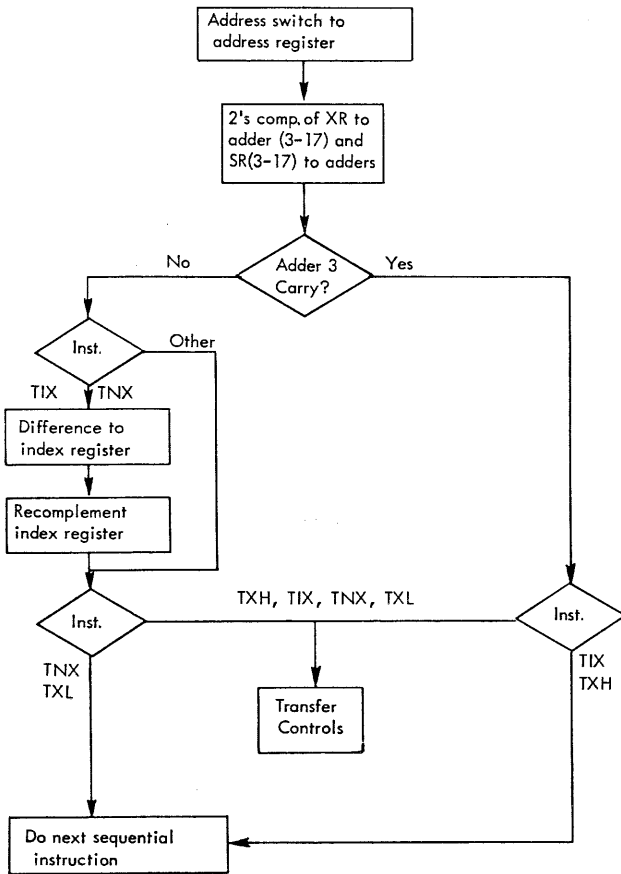 Address switch to
address register
2's comp. of XR to
adder (3-17) and
SR(3-17) to adders
Adder 3
Carry?
No
Yes
Inst.
Other
TIX TNX
Difference to
index register
Recomplement
index register
Inst.
TXH, TIX, TNX, TXL
Inst.
TNX
TXL
TIX
TXH
Transfer
Controls
Do next sequential
instruction